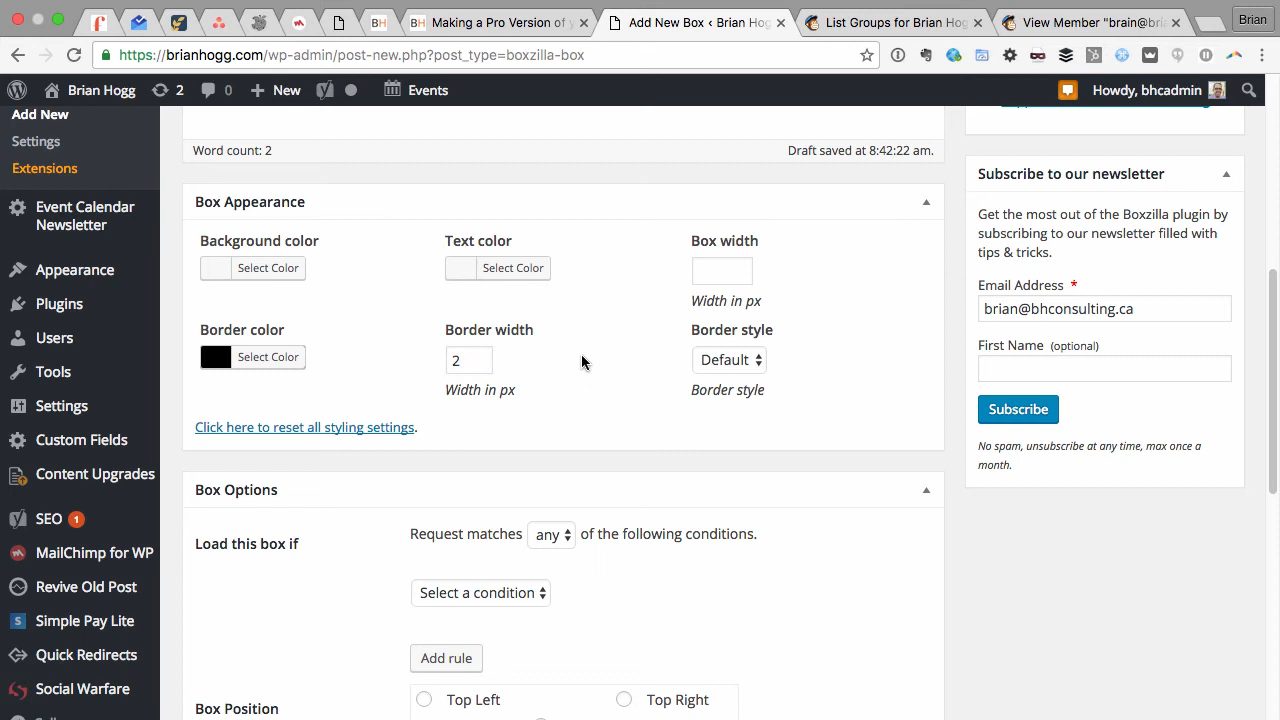 BH
BH
Making a Pro Version of y
Add New Box ‹ Brian Hog
List Groups for Brian Hog
View Member "brain@bri
Brian
https://brianhogg.com/wp-admin/post-new.php?post_type=boxzilla-box
Brian Hogg
2
0
New
Events
Howdy, bhcadmin
Add New
Settings
Extensions
Event Calendar
Newsletter
Appearance
Plugins
Users
Tools
Settings
Custom Fields
Content Upgrades
SEO 1
MailChimp for WP
Revive Old Post
Simple Pay Lite
Quick Redirects
Social Warfare
Word count: 2
Draft saved at 8:42:22 am.
Box Appearance
Background color
Text color
Box width
Select Color
Select Color
Width in px
Border color
Border width
Border style
Select Color
2
Default
Width in px
Border style
Click here to reset all styling settings.
Box Options
Load this box if
Request matches any of the following conditions.
Select a condition
Add rule
Box Position
Top Left
Top Right
Subscribe to our newsletter
Get the most out of the Boxzilla plugin by
subscribing to our newsletter filled with
tips & tricks.
Email Address *
brian@bhconsulting.ca
First Name (optional)
Subscribe
No spam, unsubscribe at any time, max once a
month.